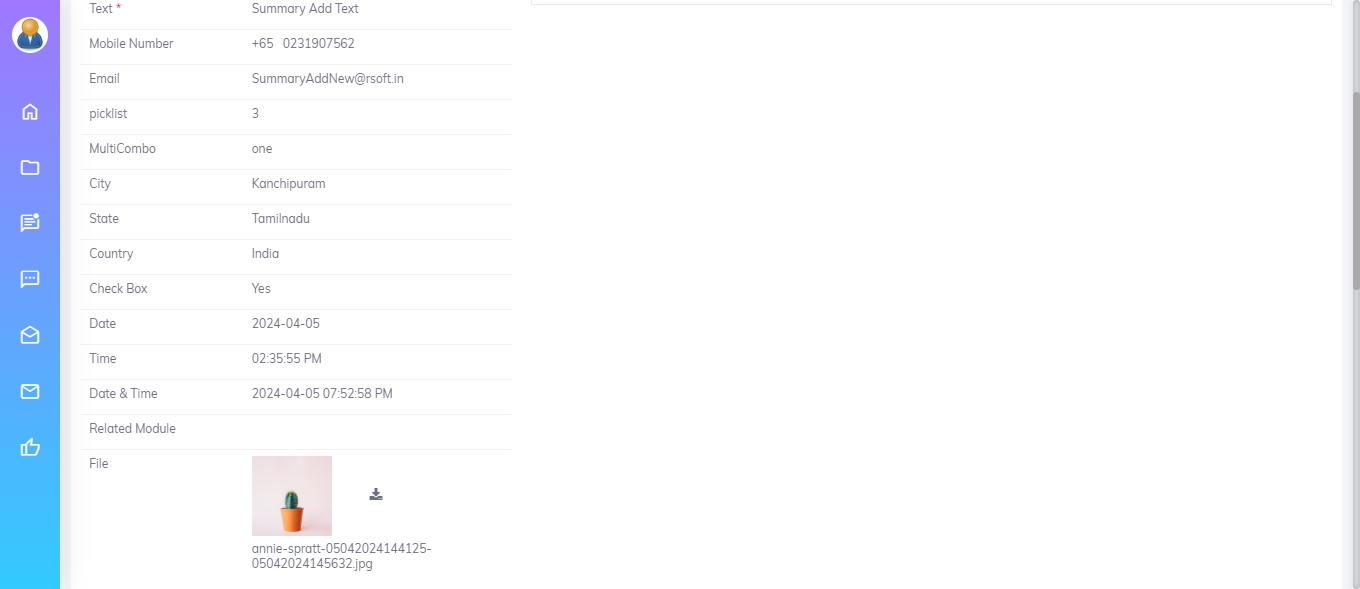 Text * Summary Add Text
Mobile Number +65 0231907562
Email SummaryAddNew@rsoft.in
picklist 3
MultiCombo one
City Kanchipuram
State Tamilnadu
Country India
Check Box Yes
Date 2024-04-05
Time 02:35:55 PM
Date & Time 2024-04-05 07:52:58 PM
Related Module
File
annie-spratt-05042024144125-
05042024145632.jpg